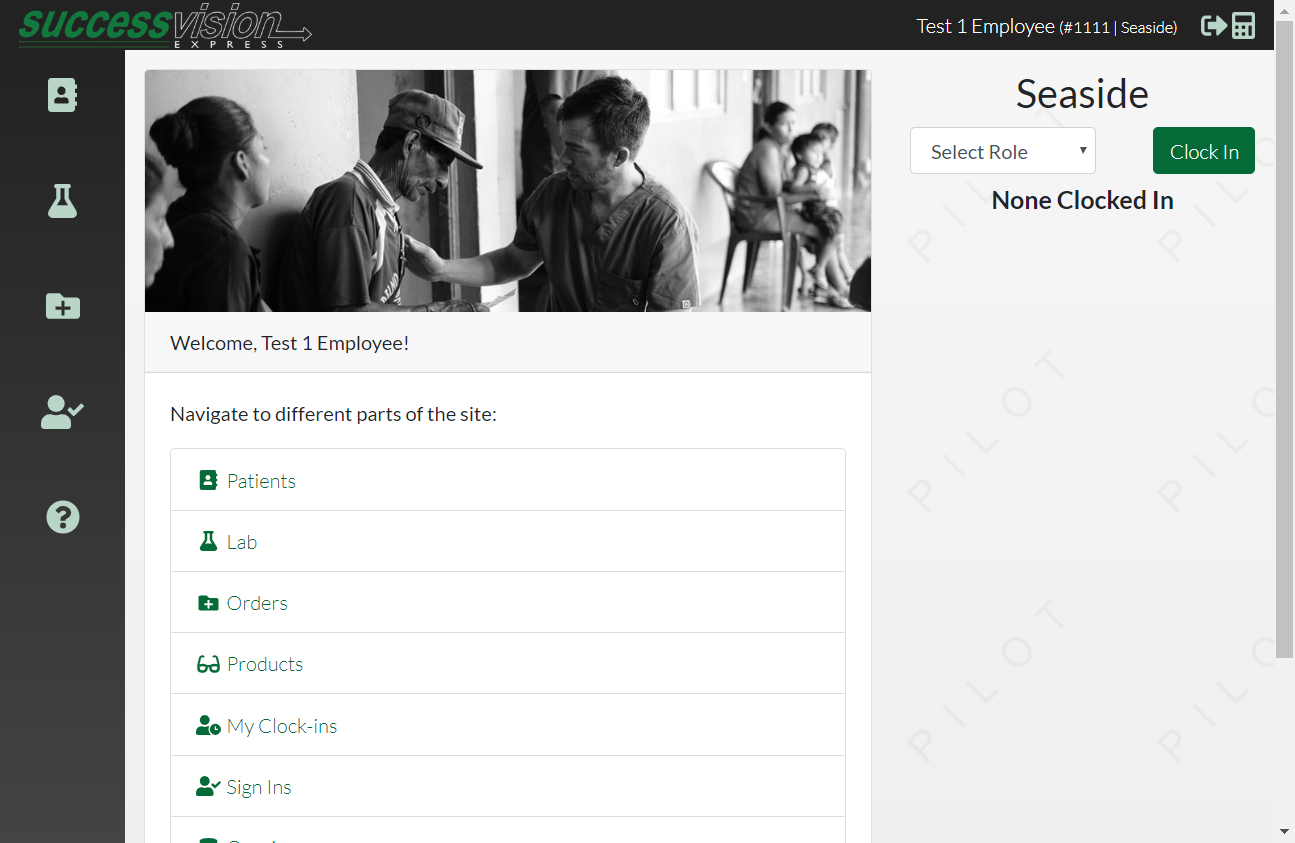 successvision
EXPRESS
Test 1 Employee (#1111 | Seaside)
Seaside
Select Role
Clock In
None Clocked In
Welcome, Test 1 Employee!
Navigate to different parts of the site:
Patients
Lab
Orders
Products
My Clock-ins
Sign Ins
PILOT
PILOT
PILOT
PILOT
PILOT
PILOT